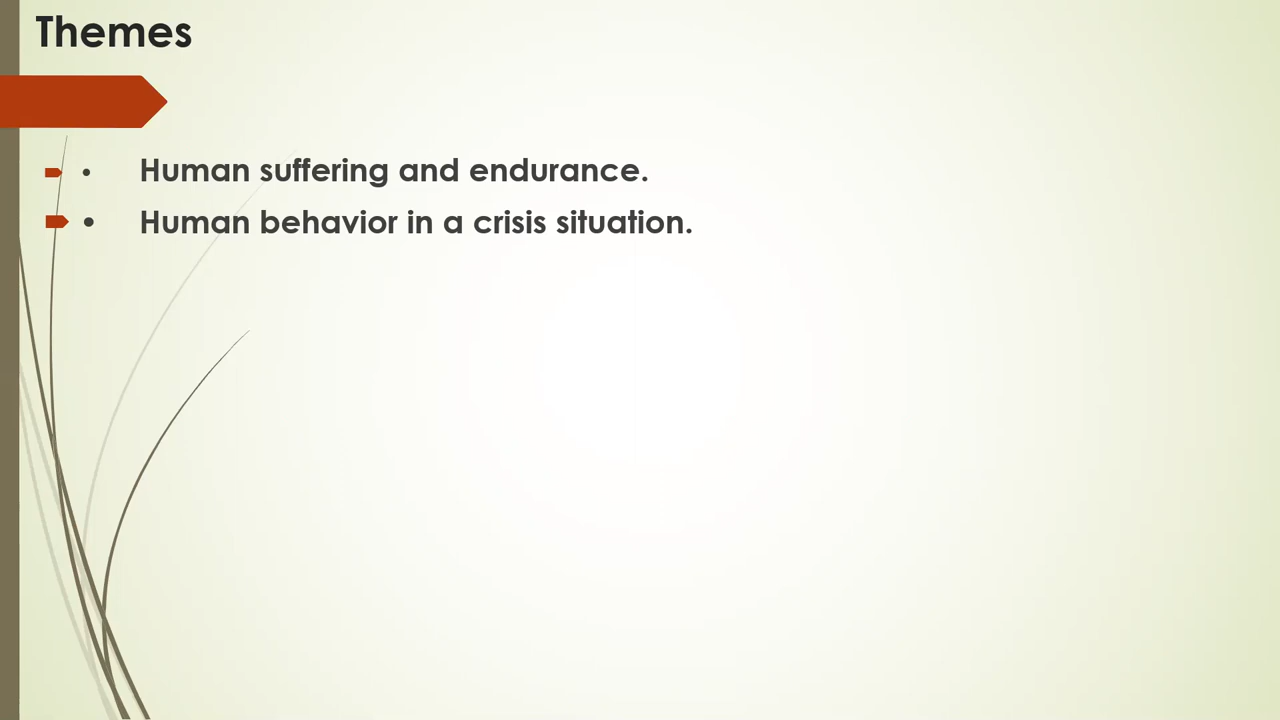 Themes
• Human suffering and endurance.
• Human behavior in a crisis situation.